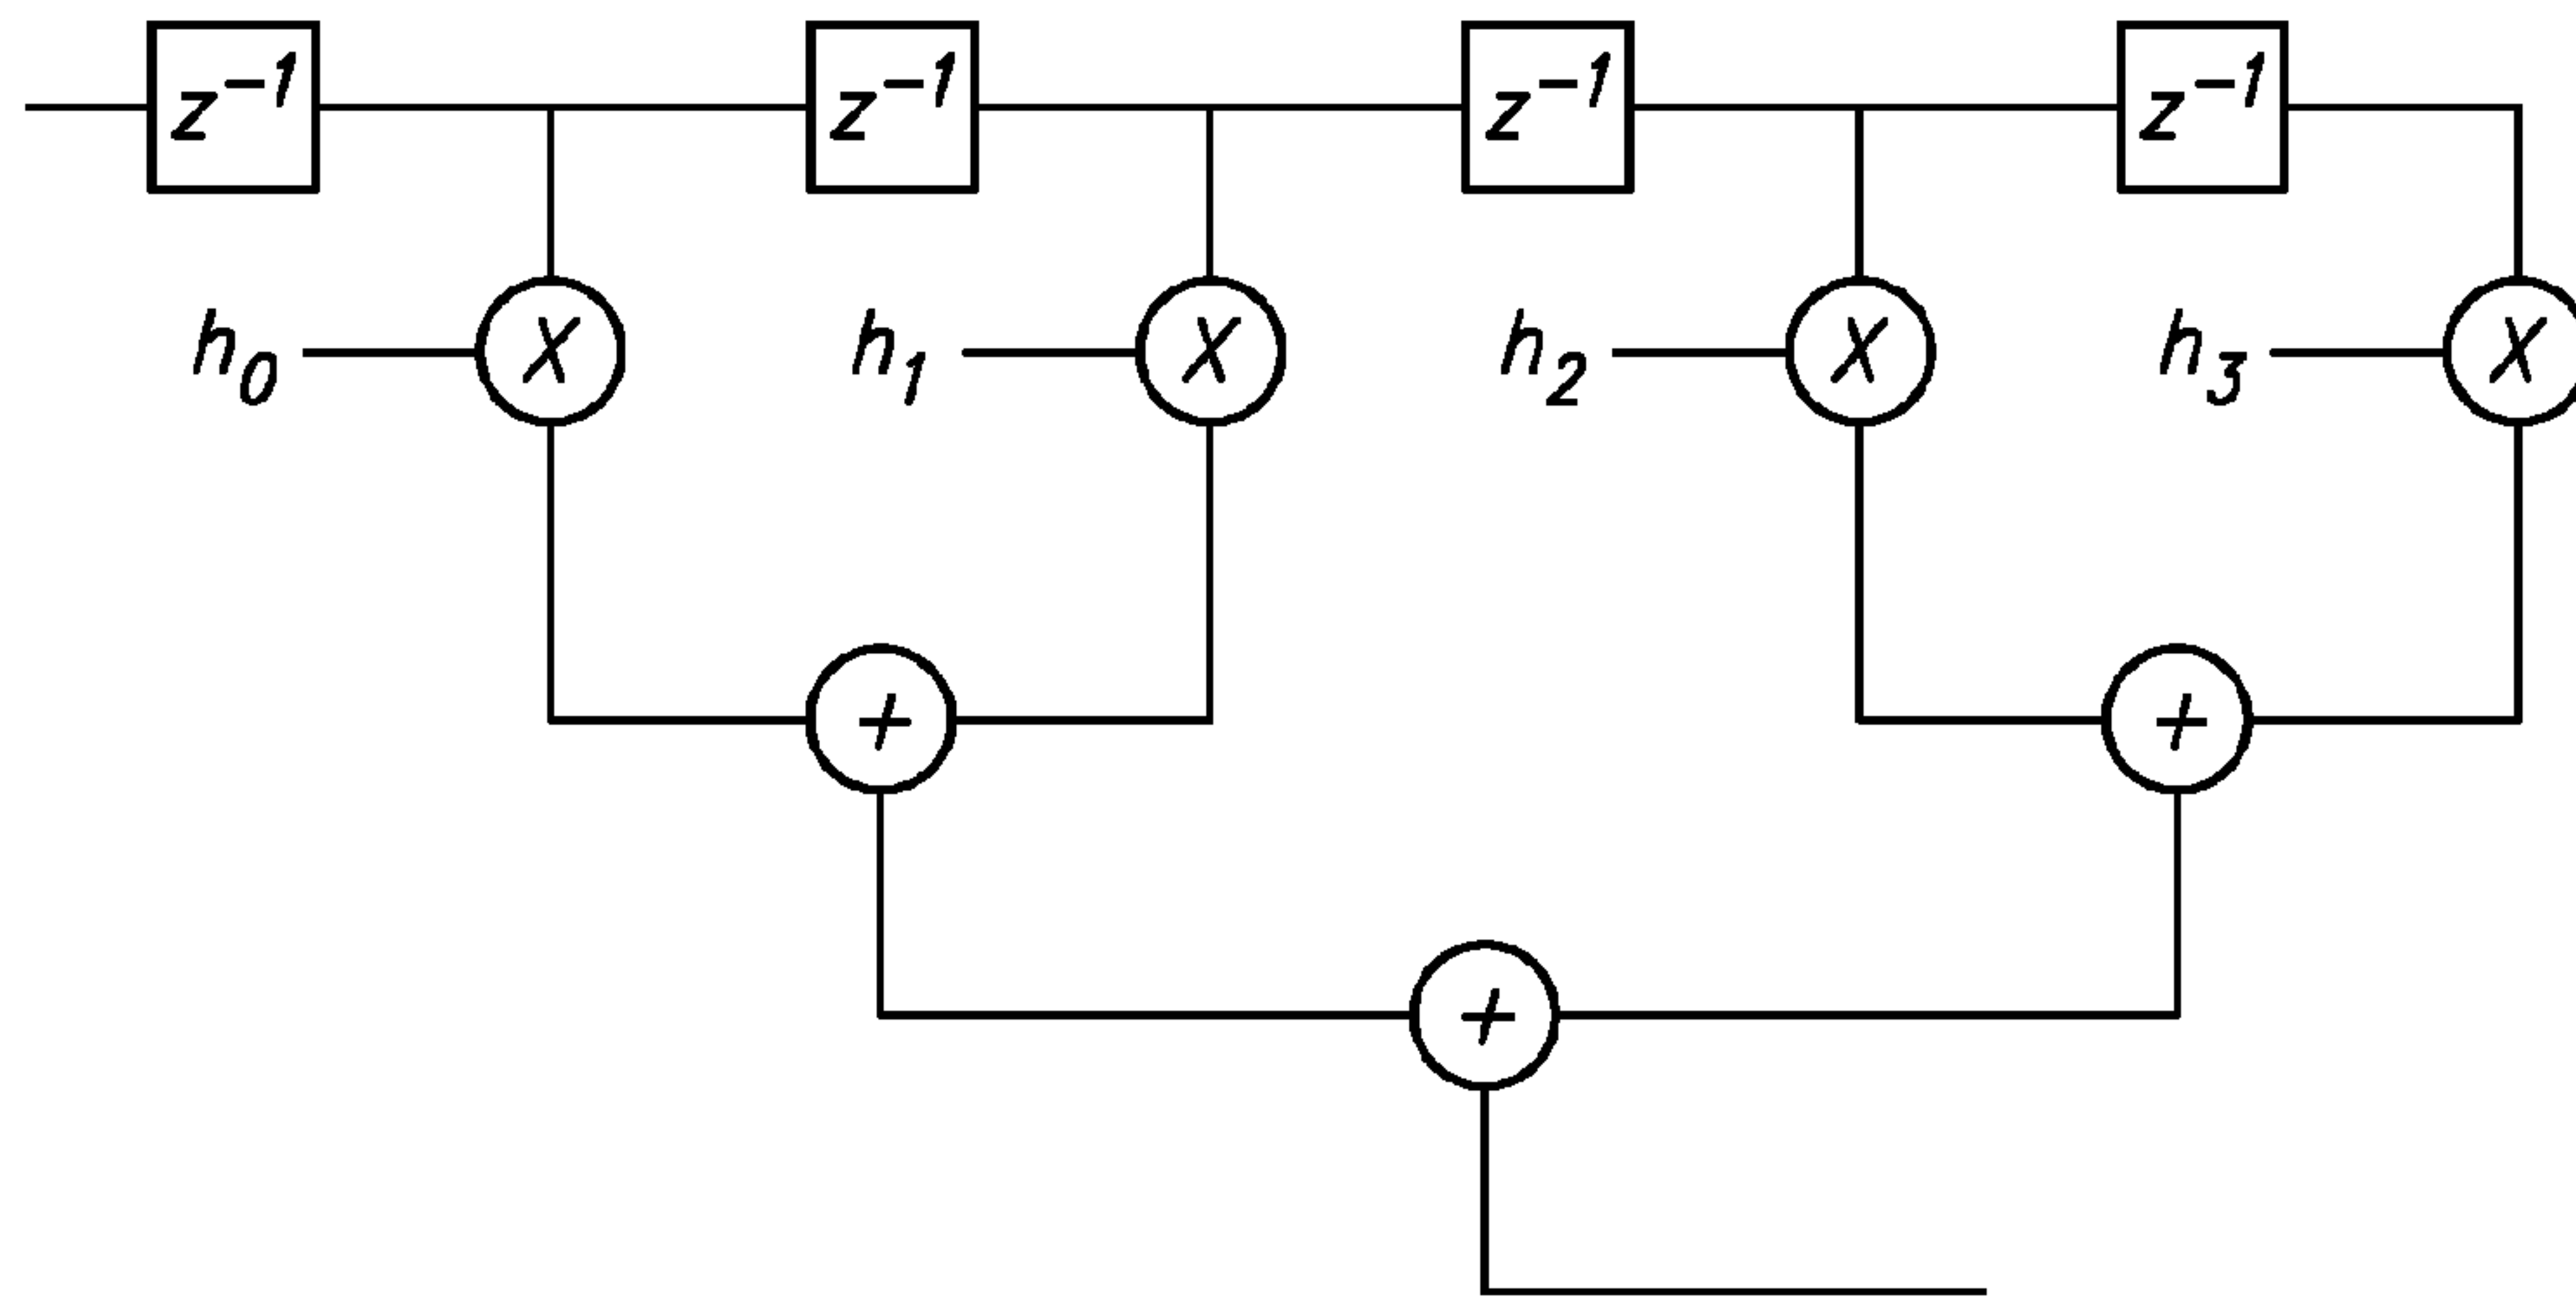 z⁻¹ z⁻¹ z⁻¹ z⁻¹
h₀ X h₁ X h₂ X h₃ X
+ +
+